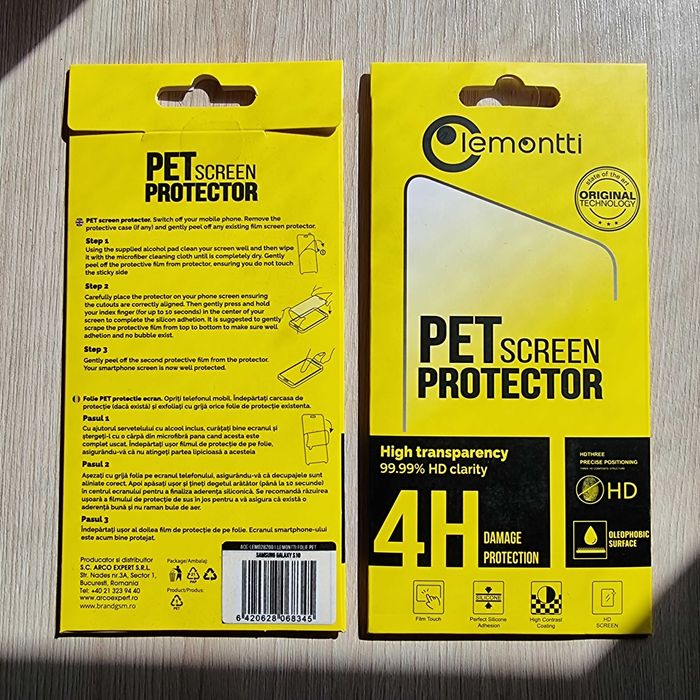 PET SCREEN
PROTECTOR
PET screen protector. Switch off your mobile phone. Remove the
protective case (if any) and gently peel off any existing film screen protector.
Step 1
Using the supplied alcohol pad clean your screen well and then wipe
it with the microfiber cleaning cloth until is completely dry. Gently
peel off the protective film from protector, ensuring you do not touch
the sticky side
Step 2
Carefully place the protector on your phone screen ensuring
the cutouts are correctly aligned. Then gently press and hold
your index finger (for up to 10 seconds) in the center of your
screen to complete the silicon adhesion. It is suggested to gently
scrape the protective film from top to bottom to make sure well
adhesion and no bubble exist.
Step 3
Gently peel off the second protective film from the protector.
Your smartphone screen is now well protected.
Folie PET protectie ecran. Opriți telefonul mobil. Îndepărtați carcasa de
protecție (dacă există) și exfoliați cu grijă orice folie de protecție existenta.
Pasul 1
Cu ajutorul servetelului cu alcool inclus, curățați bine ecranul și
ștergeți-l cu o cârpă din microfibră pana cand acesta este
complet uscat. Îndepărtați ușor filmul de protecție de pe folie,
asigurându-vă că nu atingeți partea lipicioasă a acesteia
Pasul 2
Așezați cu grijă folia pe ecranul telefonului, asigurându-vă că decupajele sunt
aliniate corect. Apoi apăsați ușor și țineți degetul arătător (până la 10 secunde)
în centrul ecranului pentru a finaliza aderența siliconică. Se recomandă răzuirea
ușoară a filmului de protecție de sus în jos pentru a vă asigura că există o
aderență bună și nu raman bule de aer.
Pasul 3
Îndepărtați ușor al doilea film de protecție de pe folie. Ecranul smartphone-ului
este acum bine protejat.
Producator si distribuitor
S.C. ARCO EXPERT S.R.L.
Str. Nades nr.3A, Sector 1,
Bucuresti, Romania
Tel: +40 21 323 94 40
www.arcoexpert.ro
www.brandgsm.ro
Package/Ambalaj:
PAP
Product/Produs:
PET
ACC-LEM028200 | LEMONTTI FOLIE PET
SAMSUNG GALAXY S10
6 420628 068345
lemontti
state of the art
ORIGINAL
TECHNOLOGY
PET SCREEN
PROTECTOR
High transparency
99.99% HD clarity
4H DAMAGE
PROTECTION
HDTHREE
PRECISE POSITIONING
HD
OLEOPHOBIC
SURFACE
Film Touch
SILICONE
Perfect Silicone
Adhesion
High Contrast
Coating
HD
SCREEN